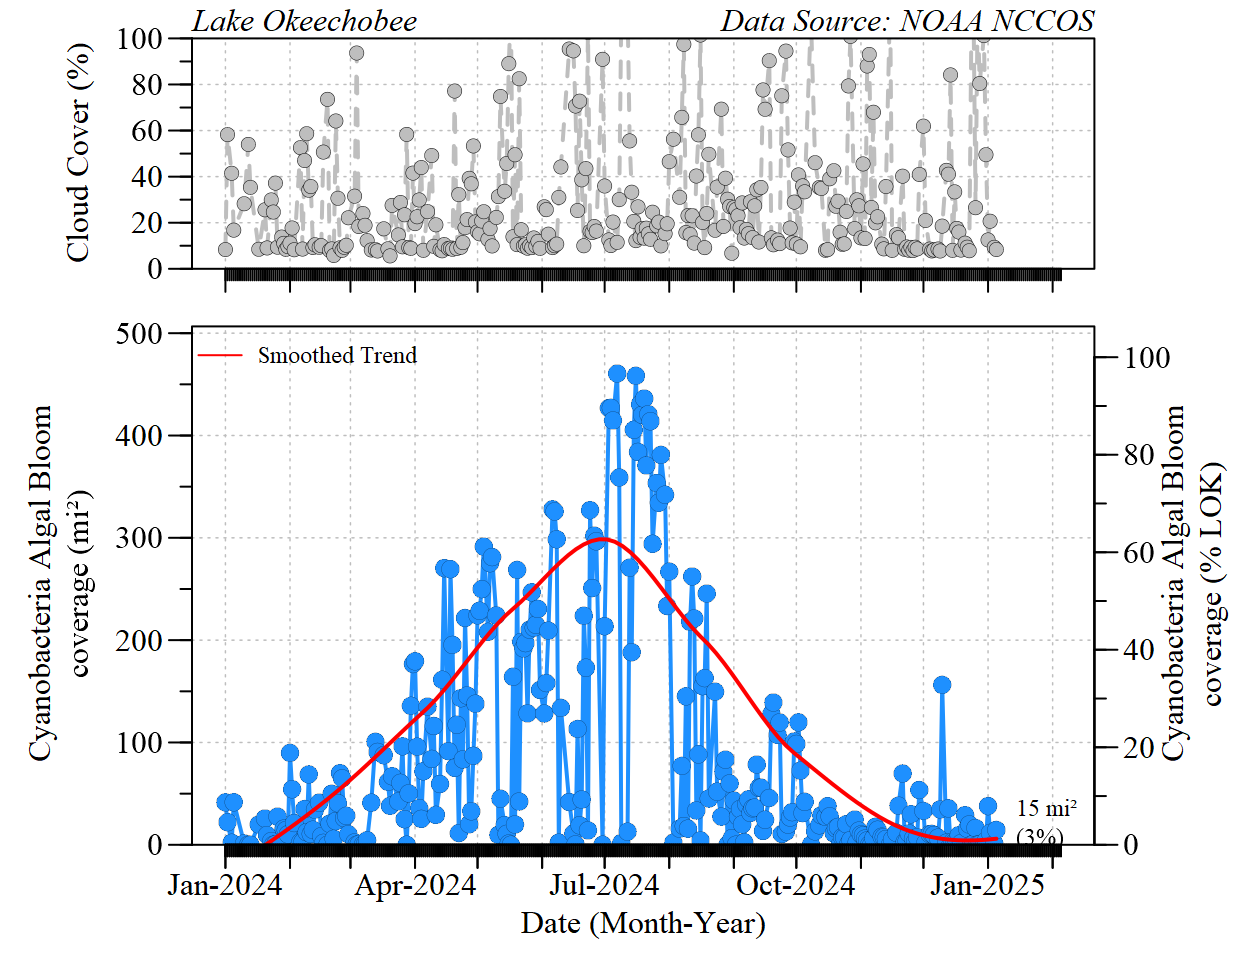 Lake Okeechobee
Data Source: NOAA NCCOS
100
80
60
40
20
0
Cloud Cover (%)
Smoothed Trend
500
400
300
200
100
0
Cyanobacteria Algal Bloom
coverage (mi²)
100
80
60
40
20
0
Cyanobacteria Algal Bloom
coverage (% LOK)
15 mi²
(3%)
Jan-2024
Apr-2024
Jul-2024
Oct-2024
Jan-2025
Date (Month-Year)